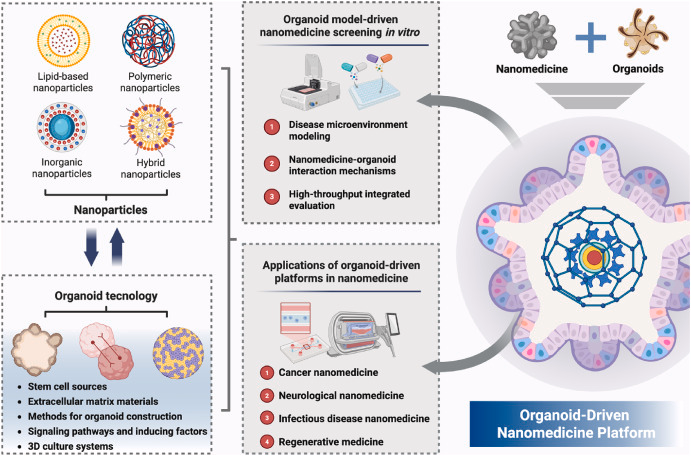 Lipid-based
nanoparticles
Polymeric
nanoparticles
Inorganic
nanoparticles
Hybrid
nanoparticles
Nanoparticles
Organoid tecnology
• Stem cell sources
• Extracellular matrix materials
• Methods for organoid construction
• Signaling pathways and inducing factors
• 3D culture systems
Organoid model-driven
nanomedicine screening in vitro
1 Disease microenvironment
modeling
2 Nanomedicine-organoid
interaction mechanisms
3 High-throughput integrated
evaluation
Applications of organoid-driven
platforms in nanomedicine
1 Cancer nanomedicine
2 Neurological nanomedicine
3 Infectious disease nanomedicine
4 Regenerative medicine
Nanomedicine
Organoids
Organoid-Driven
Nanomedicine Platform